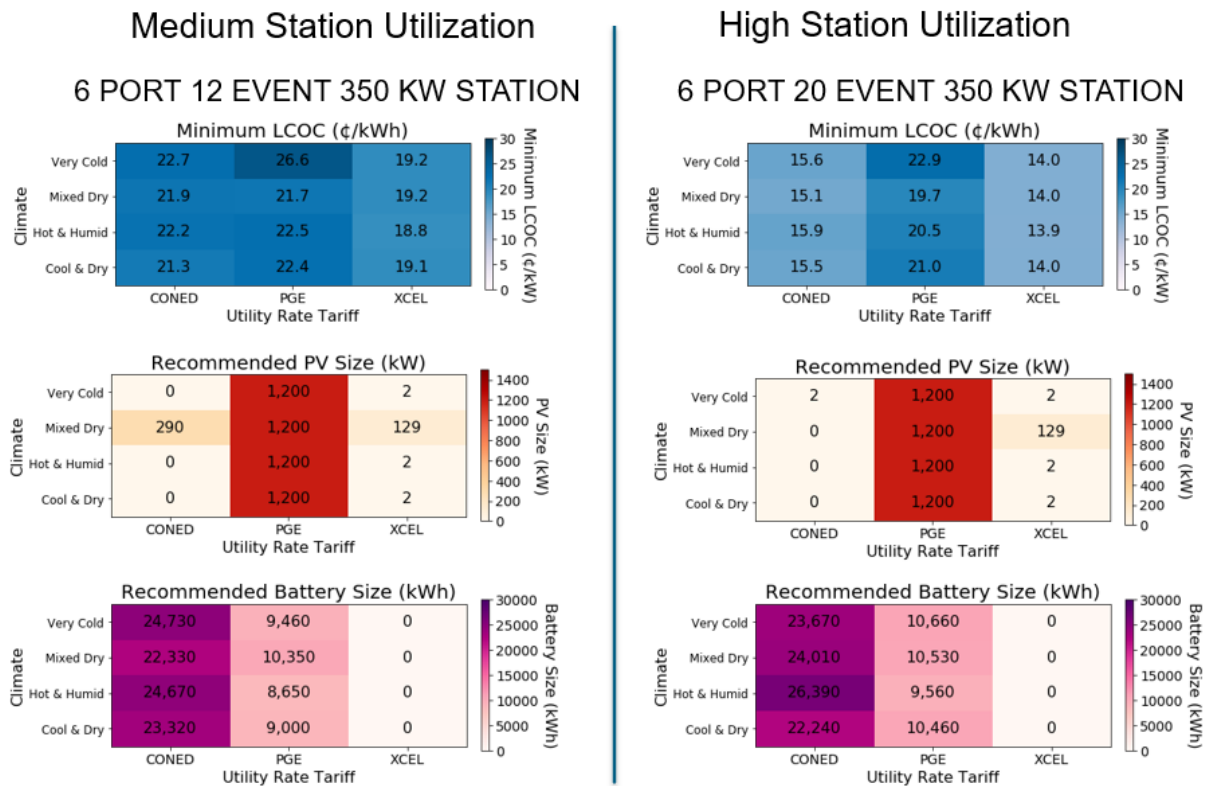 Medium Station Utilization
6 PORT 12 EVENT 350 KW STATION
Minimum LCOC (¢/kWh)
Climate
Very Cold 22.7 26.6 19.2
Mixed Dry 21.9 21.7 19.2
Hot & Humid 22.2 22.5 18.8
Cool & Dry 21.3 22.4 19.1
CONED PGE XCEL
Utility Rate Tariff
30
25
20
15
10
5
0
Minimum LCOC (¢/kW)
Recommended PV Size (kW)
Climate
Very Cold 0 1,200 2
Mixed Dry 290 1,200 129
Hot & Humid 0 1,200 2
Cool & Dry 0 1,200 2
CONED PGE XCEL
Utility Rate Tariff
1400
1200
1000
800
600
400
200
0
PV Size (kW)
Recommended Battery Size (kWh)
Climate
Very Cold 24,730 9,460 0
Mixed Dry 22,330 10,350 0
Hot & Humid 24,670 8,650 0
Cool & Dry 23,320 9,000 0
CONED PGE XCEL
Utility Rate Tariff
30000
25000
20000
15000
10000
5000
0
Battery Size (kWh)
High Station Utilization
6 PORT 20 EVENT 350 KW STATION
Minimum LCOC (¢/kWh)
Climate
Very Cold 15.6 22.9 14.0
Mixed Dry 15.1 19.7 14.0
Hot & Humid 15.9 20.5 13.9
Cool & Dry 15.5 21.0 14.0
CONED PGE XCEL
Utility Rate Tariff
30
25
20
15
10
5
0
Minimum LCOC (¢/kW)
Recommended PV Size (kW)
Climate
Very Cold 2 1,200 2
Mixed Dry 0 1,200 129
Hot & Humid 0 1,200 2
Cool & Dry 0 1,200 2
CONED PGE XCEL
Utility Rate Tariff
1400
1200
1000
800
600
400
200
0
PV Size (kW)
Recommended Battery Size (kWh)
Climate
Very Cold 23,670 10,660 0
Mixed Dry 24,010 10,530 0
Hot & Humid 26,390 9,560 0
Cool & Dry 22,240 10,460 0
CONED PGE XCEL
Utility Rate Tariff
30000
25000
20000
15000
10000
5000
0
Battery Size (kWh)